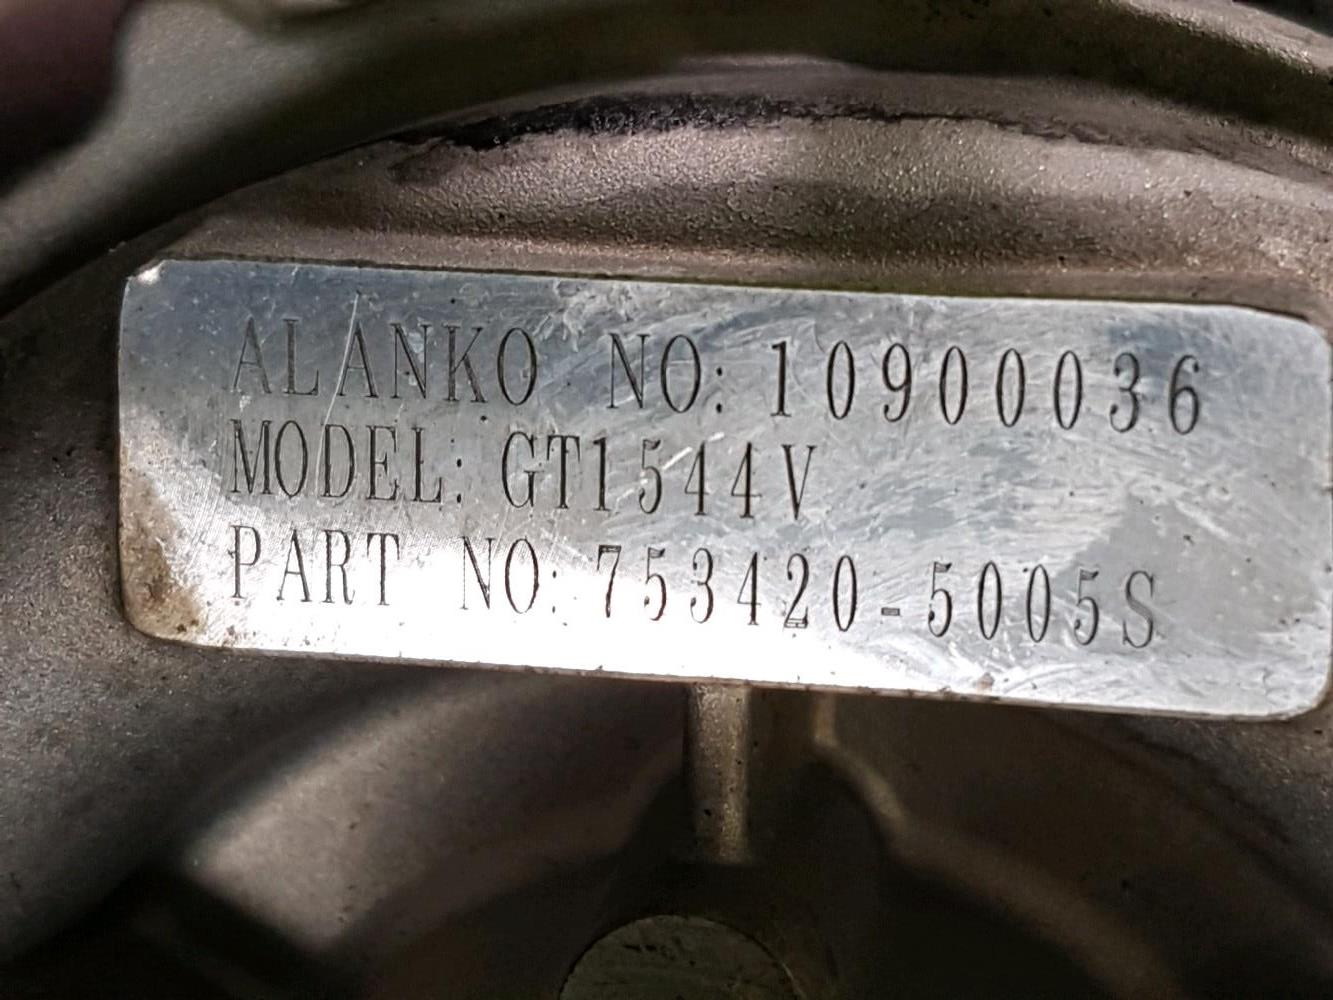 ALANKO NO: 10900036
MODEL: GT1544V
PART NO: 753420-5005S